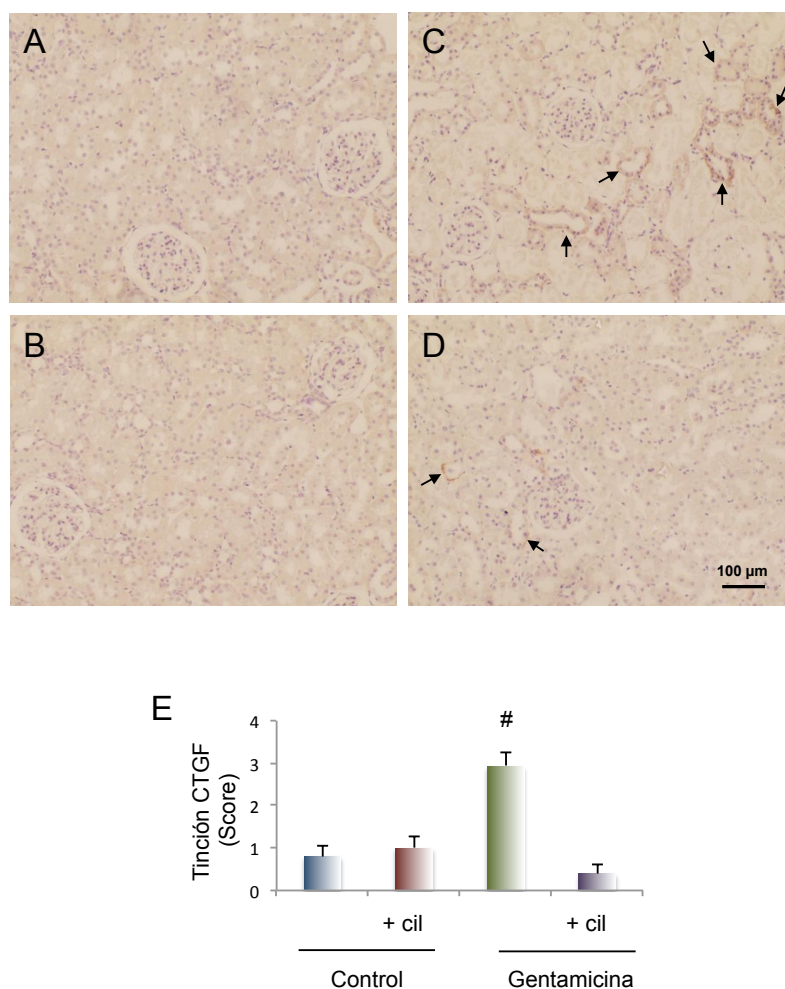 A
C
B
D
100 µm
E
#
Tinción CTGF
(Score)
4
3
2
1
0
+ cil
+ cil
Control
Gentamicina